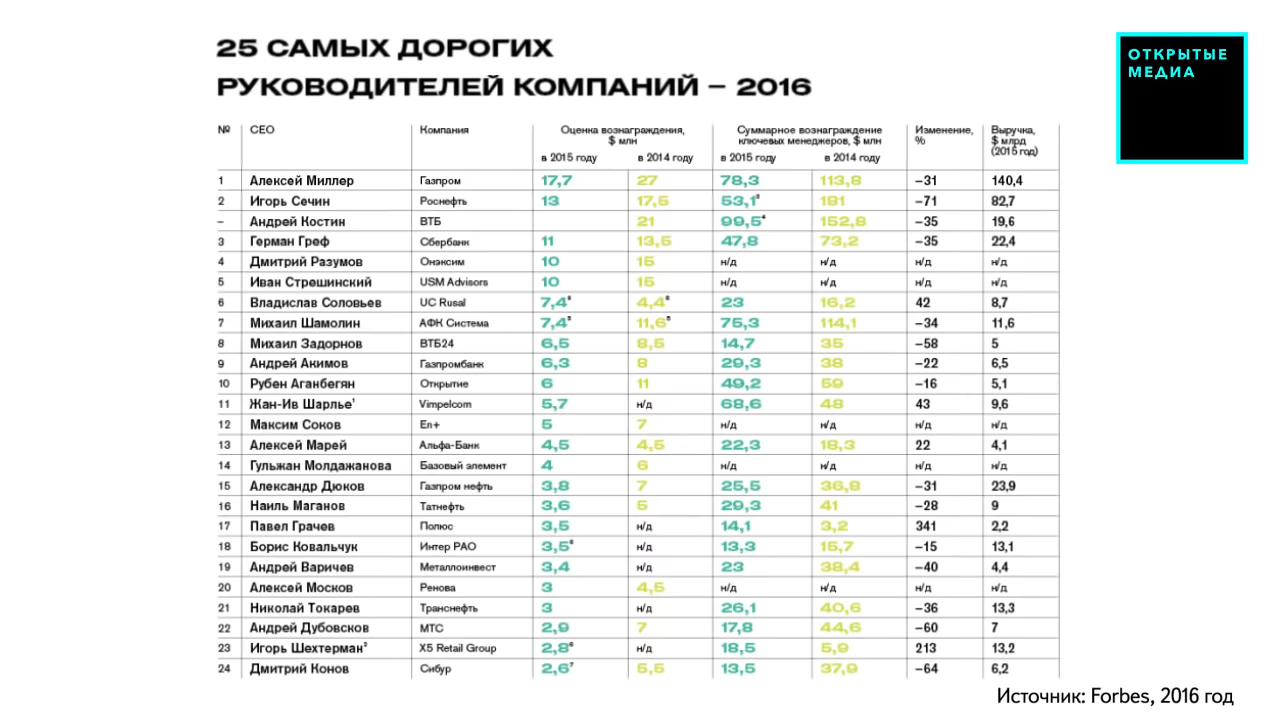 25 САМЫХ ДОРОГИХ
РУКОВОДИТЕЛЕЙ КОМПАНИЙ – 2016
ОТКРЫТЫЕ
МЕДИА
№ CEO Компания Оценка вознаграждения, $ млн Суммарное вознаграждение ключевых менеджеров, $ млн Изменение, % Выручка, $ млрд (2015 год)
в 2015 году в 2014 году в 2015 году в 2014 году
1 Алексей Миллер Газпром 17,7 27 78,3 113,8 –31 140,4
2 Игорь Сечин Роснефть 13 17,5 53,1³ 181 –71 82,7
– Андрей Костин ВТБ 21 99,5⁴ 152,8 –35 19,6
3 Герман Греф Сбербанк 11 13,5 47,8 73,2 –35 22,4
4 Дмитрий Разумов Онэксим 10 15 н/д н/д н/д н/д
5 Иван Стрешинский USM Advisors 10 15 н/д н/д н/д н/д
6 Владислав Соловьев UC Rusal 7,4 4,4 23 16,2 42 8,7
7 Михаил Шамолин АФК Система 7,4⁵ 11,6⁵ 75,3 114,1 –34 11,6
8 Михаил Задорнов ВТБ24 6,5 8,5 14,7 35 –58 5
9 Андрей Акимов Газпромбанк 6,3 8 29,3 38 –22 6,5
10 Рубен Аганбегян Открытие 6 11 49,2 59 –16 5,1
11 Жан-Ив Шарлье¹ Vimpelcom 5,7 н/д 68,6 48 43 9,6
12 Максим Соков En+ 5 7 н/д н/д н/д н/д
13 Алексей Марей Альфа-Банк 4,5 4,5 22,3 18,3 22 4,1
14 Гульжан Молдажанова Базовый элемент 4 6 н/д н/д н/д н/д
15 Александр Дюков Газпром нефть 3,8 7 25,5 36,8 –31 23,9
16 Наиль Маганов Татнефть 3,6 5 29,3 41 –28 9
17 Павел Грачев Полюс 3,5 н/д 14,1 3,2 341 2,2
18 Борис Ковальчук Интер РАО 3,5⁶ н/д 13,3 15,7 –15 13,1
19 Андрей Варичев Металлоинвест 3,4 н/д 23 38,4 –40 4,4
20 Алексей Москов Ренова 3 4,5 н/д н/д н/д н/д
21 Николай Токарев Транснефть 3 н/д 26,1 40,6 –36 13,3
22 Андрей Дубовсков МТС 2,9 7 17,8 44,6 –60 7
23 Игорь Шехтерман² X5 Retail Group 2,8⁶ н/д 18,5 5,9 213 13,2
24 Дмитрий Конов Сибур 2,6⁷ 5,5 13,5 37,9 –64 6,2
Источник: Forbes, 2016 год